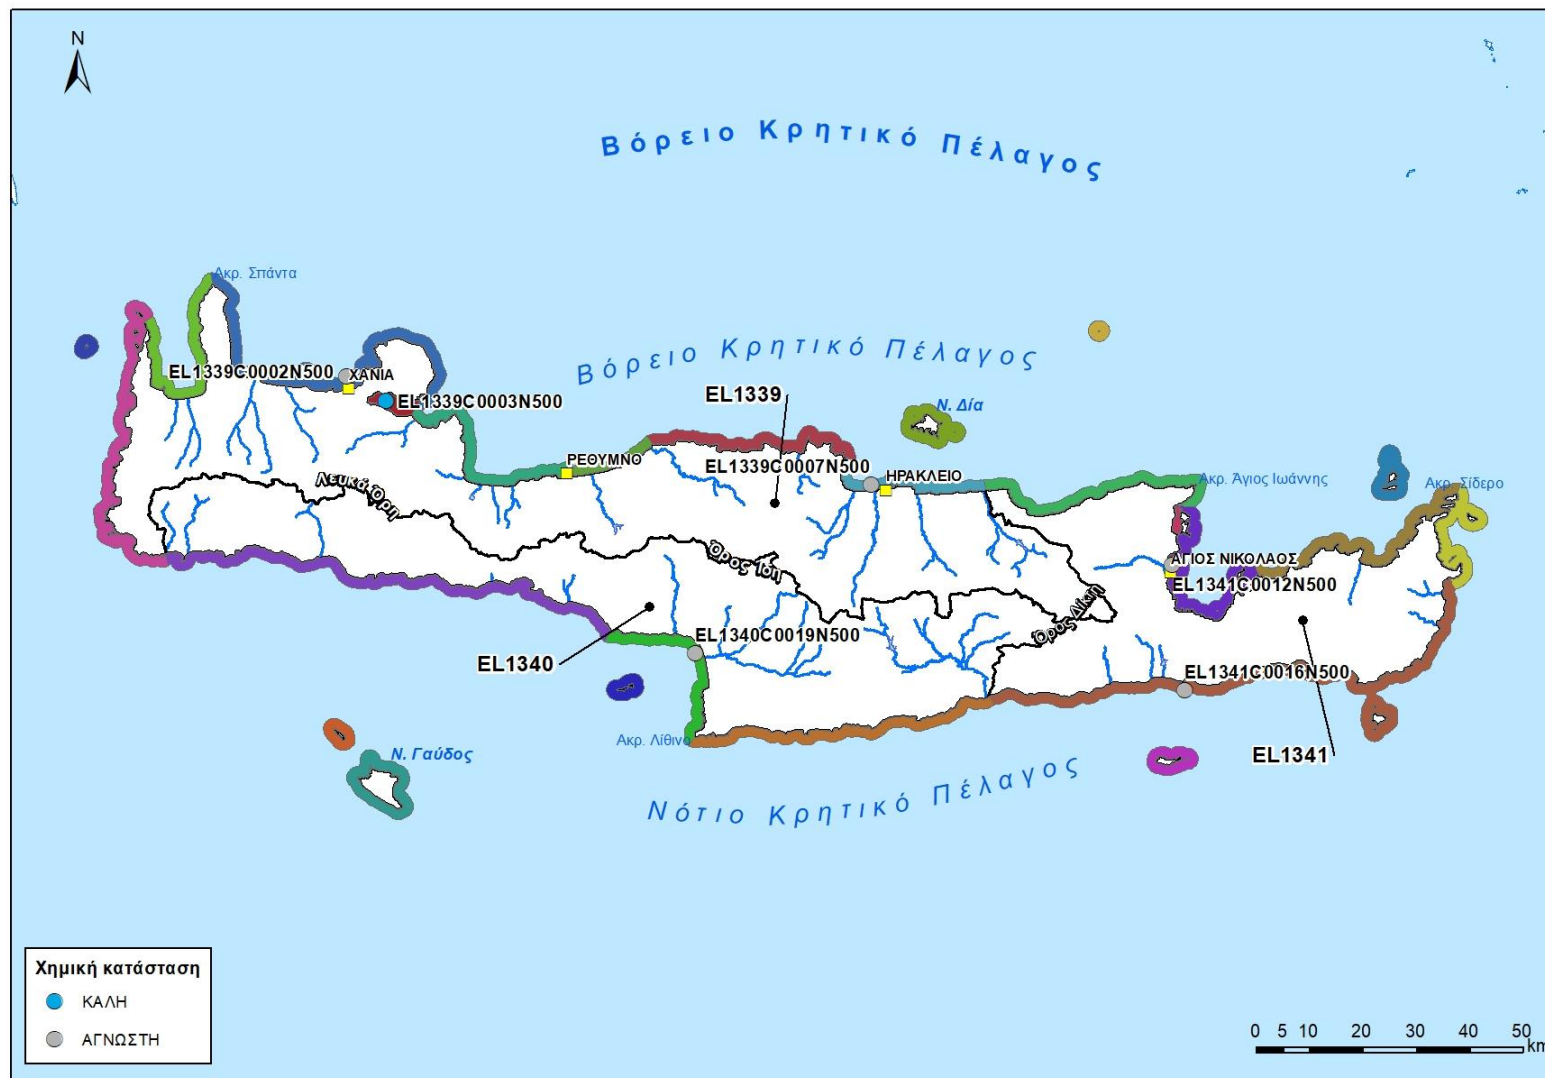 N
Βόρειο Κρητικό Πέλαγος
Ακρ. Σπάντα
Βόρειο Κρητικό Πέλαγος
EL1339C0002N500
ΧΑΝΙΑ
EL1339C0003N500
EL1339
Ν. Δία
ΡΕΘΥΜΝΟ
EL1339C0007N500
ΗΡΑΚΛΕΙΟ
Λευκά Όρη
Ακρ. Άγιος Ιωάννης
Ακρ. Σίδερο
Όρος Ίδη
ΑΓΙΟΣ ΝΙΚΟΛΑΟΣ
EL1341C0012N500
Όρος Δίκτη
EL1340C0019N500
EL1340
EL1341C0016N500
Ακρ. Λίθινο
Ν. Γαύδος
EL1341
Νότιο Κρητικό Πέλαγος
Χημική κατάσταση
ΚΑΛΗ
ΑΓΝΩΣΤΗ
0 5 10 20 30 40 50
km